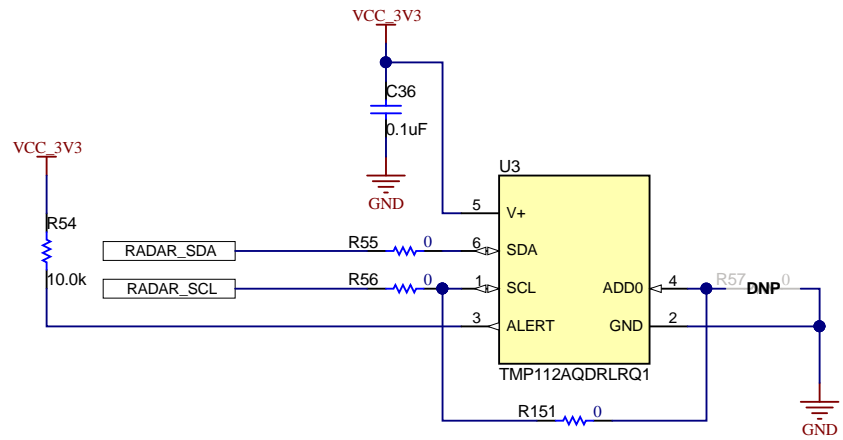 VCC_3V3
C36
0.1uF
GND
VCC_3V3
R54
10.0k
U3
5 V+
RADAR_SDA R55 0 6 SDA
RADAR_SCL R56 0 1 SCL ADD0 4 R57 DNP 0
3 ALERT GND 2
TMP112AQDRLRQ1
R151 0
GND